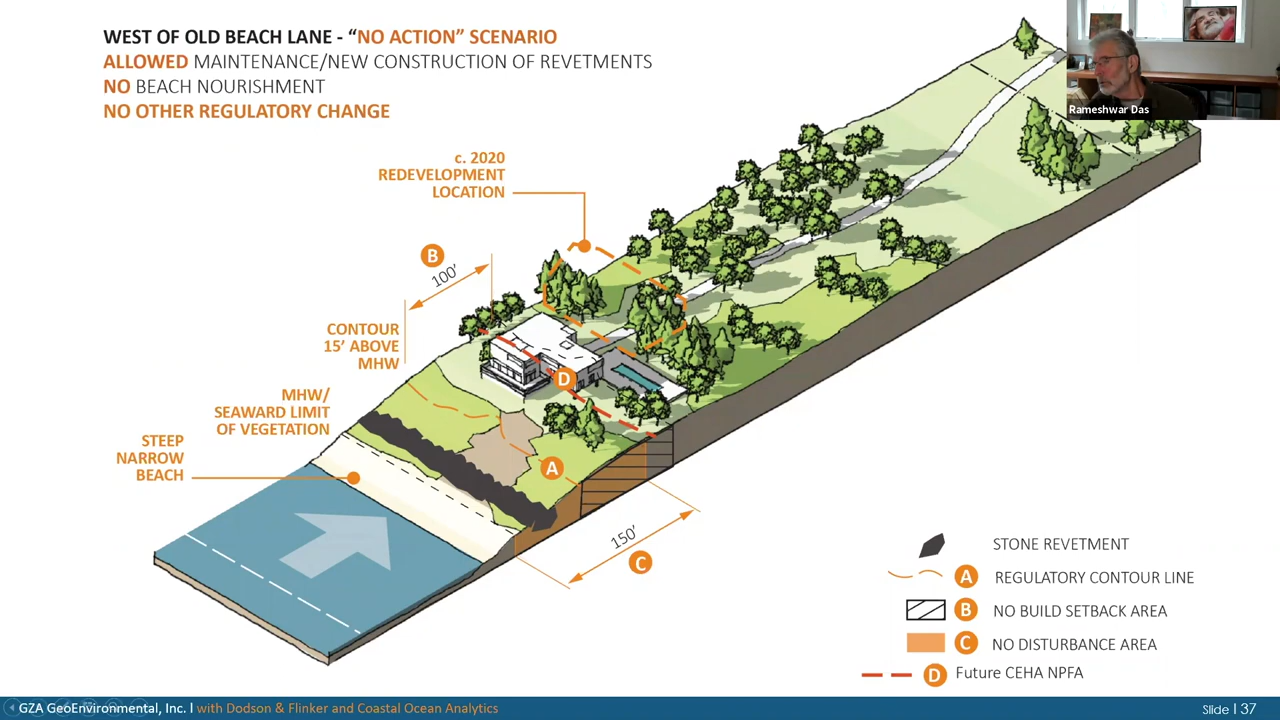 WEST OF OLD BEACH LANE - “NO ACTION” SCENARIO
ALLOWED MAINTENANCE/NEW CONSTRUCTION OF REVETMENTS
NO BEACH NOURISHMENT
NO OTHER REGULATORY CHANGE
Rameshwar Das
c. 2020
REDEVELOPMENT
LOCATION
B
100’
CONTOUR
15’ ABOVE
MHW
MHW/
SEAWARD LIMIT
OF VEGETATION
STEEP
NARROW
BEACH
D
A
150’
C
STONE REVETMENT
A REGULATORY CONTOUR LINE
B NO BUILD SETBACK AREA
C NO DISTURBANCE AREA
D Future CEHA NPFA
GZA GeoEnvironmental, Inc. I with Dodson & Flinker and Coastal Ocean Analytics
Slide I 37